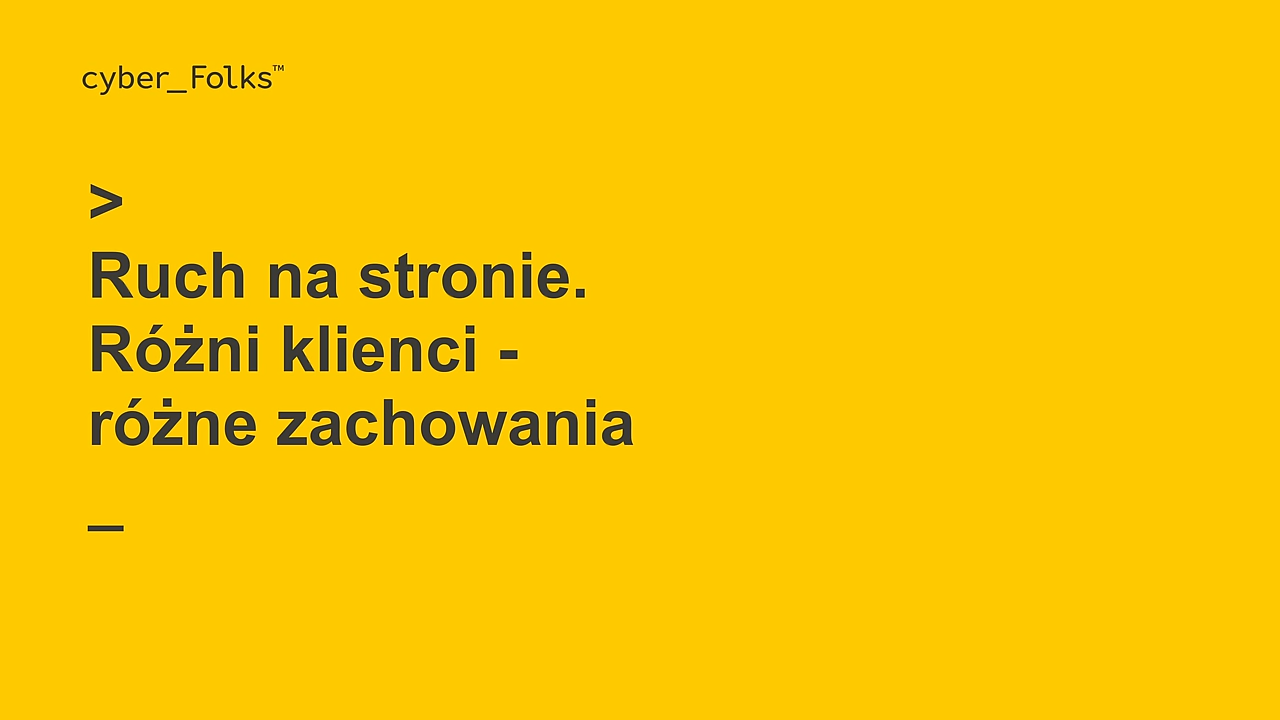 cyber_Folks™
>
Ruch na stronie.
Różni klienci -
różne zachowania
_